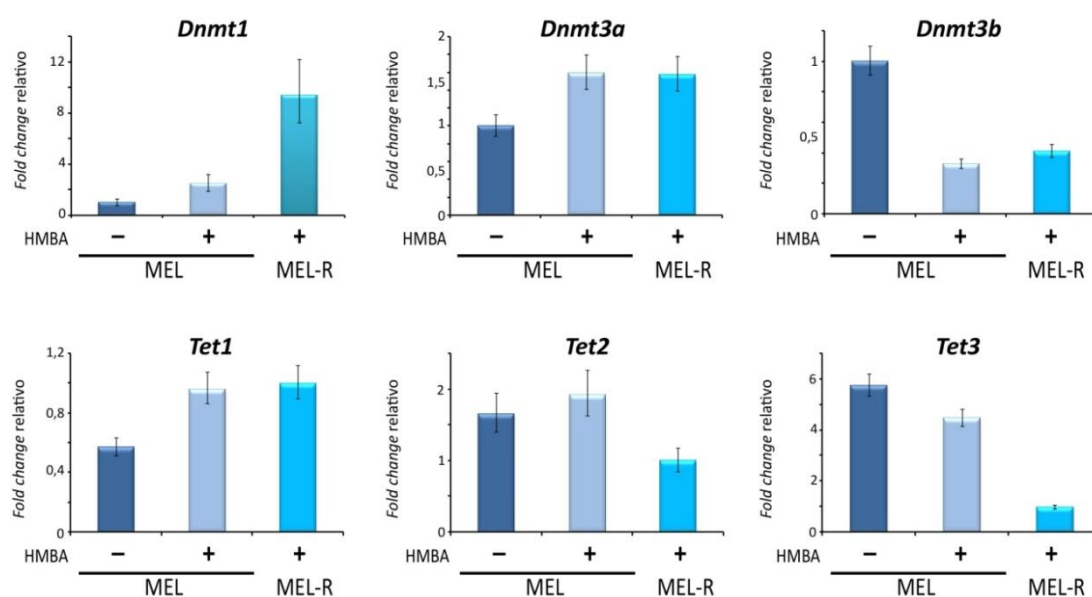 Dnmt1
Fold change relativo
12
8
4
0
HMBA − + +
MEL MEL-R
Dnmt3a
Fold change relativo
2
1,5
1
0,5
0
HMBA − + +
MEL MEL-R
Dnmt3b
Fold change relativo
1
0,5
0
HMBA − + +
MEL MEL-R
Tet1
Fold change relativo
1,2
0,8
0,4
0
HMBA − + +
MEL MEL-R
Tet2
Fold change relativo
2
1
0
HMBA − + +
MEL MEL-R
Tet3
Fold change relativo
6
4
2
0
HMBA − + +
MEL MEL-R